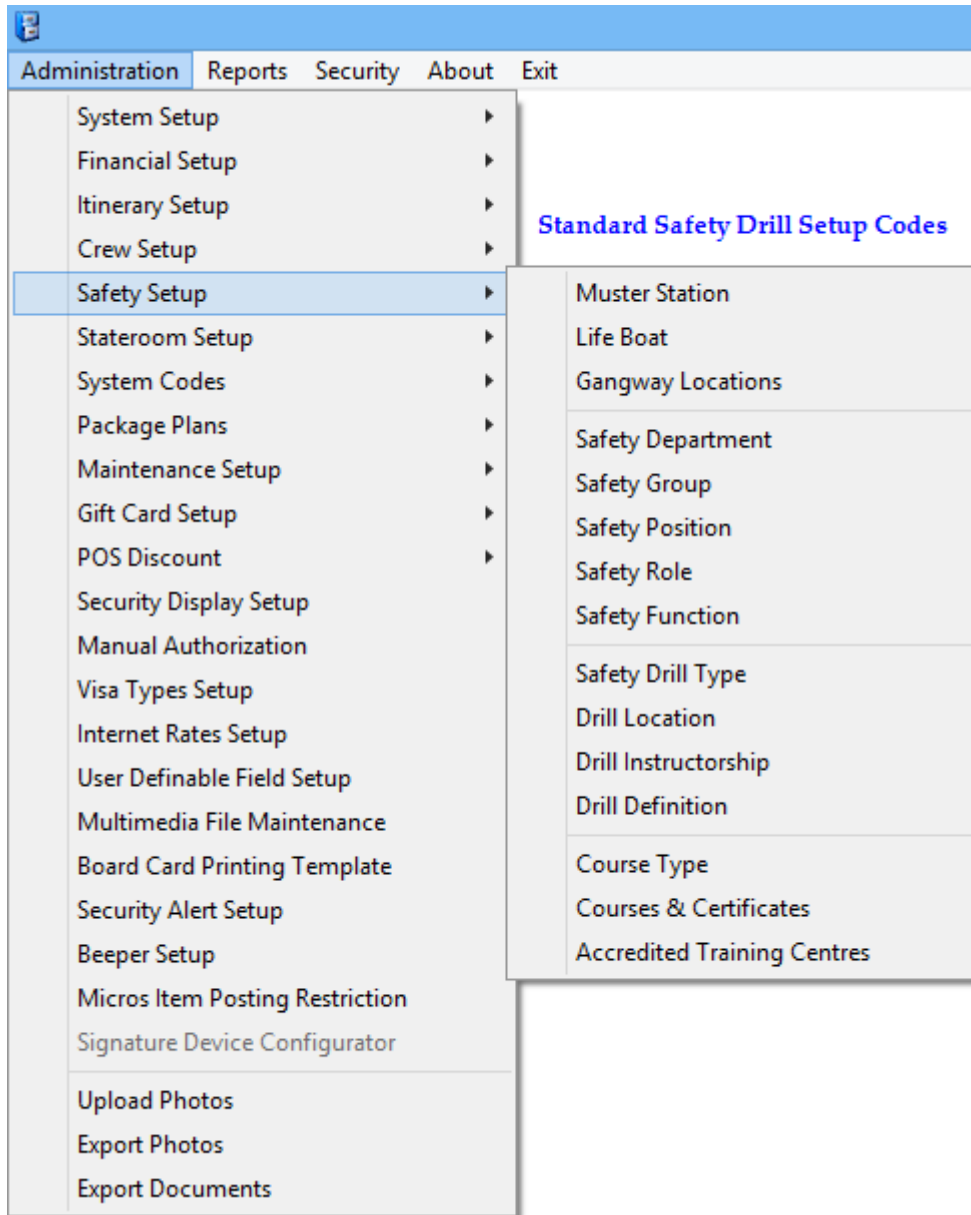 Administration Reports Security About Exit
System Setup
Financial Setup
Itinerary Setup
Crew Setup
Safety Setup
Stateroom Setup
System Codes
Package Plans
Maintenance Setup
Gift Card Setup
POS Discount
Security Display Setup
Manual Authorization
Visa Types Setup
Internet Rates Setup
User Definable Field Setup
Multimedia File Maintenance
Board Card Printing Template
Security Alert Setup
Beeper Setup
Micros Item Posting Restriction
Signature Device Configurator
Upload Photos
Export Photos
Export Documents
Standard Safety Drill Setup Codes
Muster Station
Life Boat
Gangway Locations
Safety Department
Safety Group
Safety Position
Safety Role
Safety Function
Safety Drill Type
Drill Location
Drill Instructorship
Drill Definition
Course Type
Courses & Certificates
Accredited Training Centres